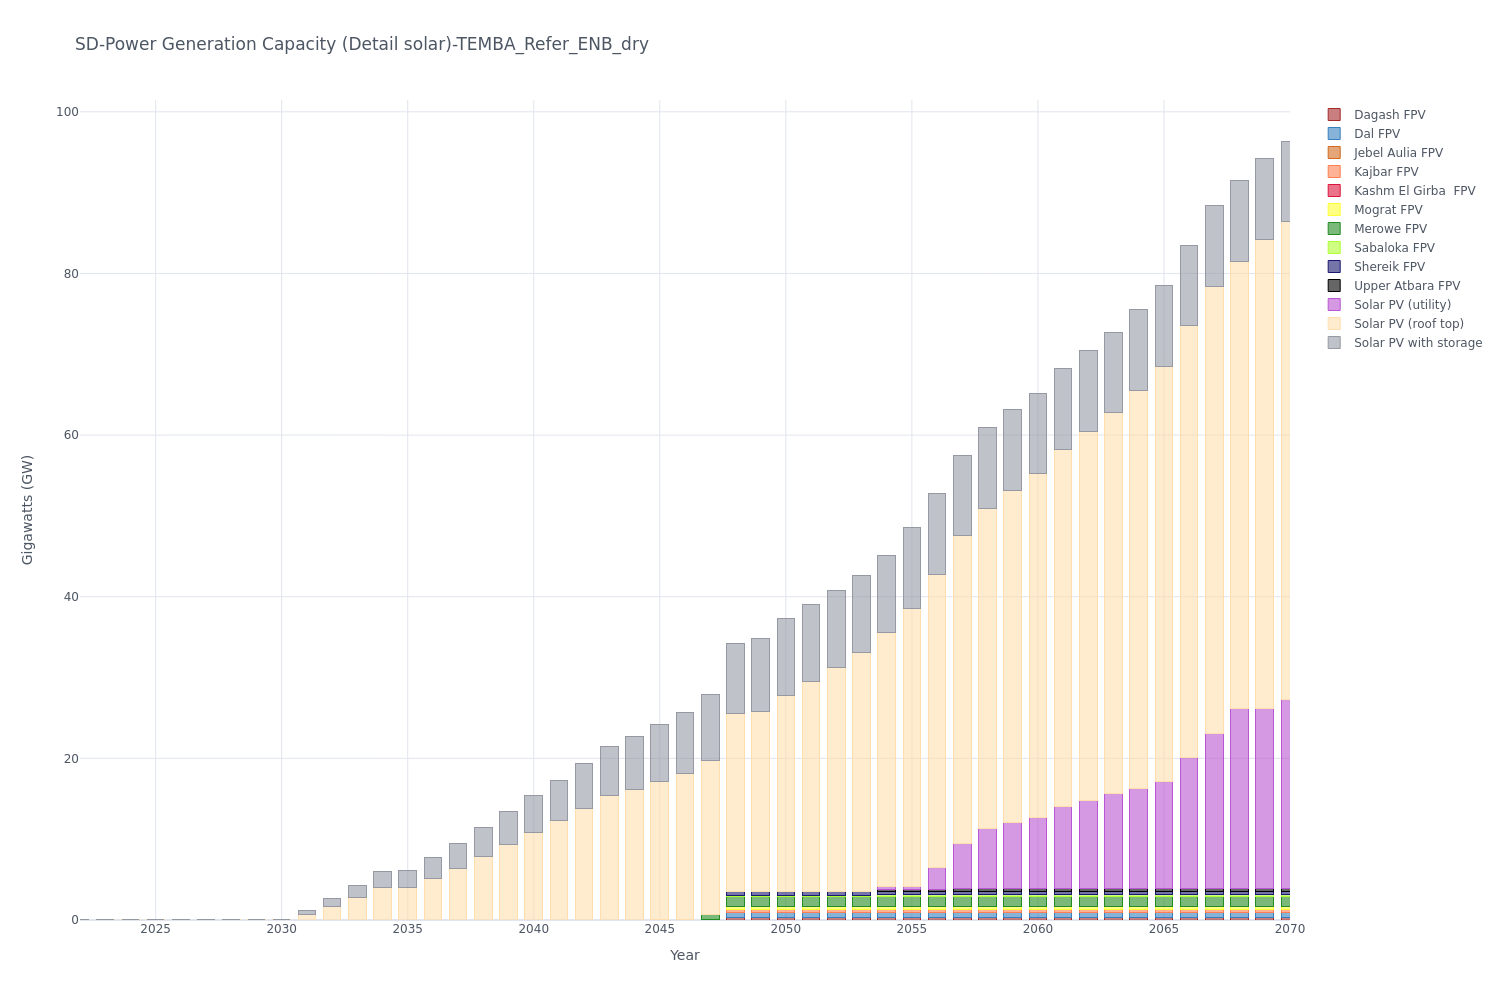 SD-Power Generation Capacity (Detail solar)-TEMBA_Refer_ENB_dry
100
80
60
40
20
0
Gigawatts (GW)
2025
2030
2035
2040
2045
2050
2055
2060
2065
2070
Year
Dagash FPV
Dal FPV
Jebel Aulia FPV
Kajbar FPV
Kashm El Girba  FPV
Mograt FPV
Merowe FPV
Sabaloka FPV
Shereik FPV
Upper Atbara FPV
Solar PV (utility)
Solar PV (roof top)
Solar PV with storage